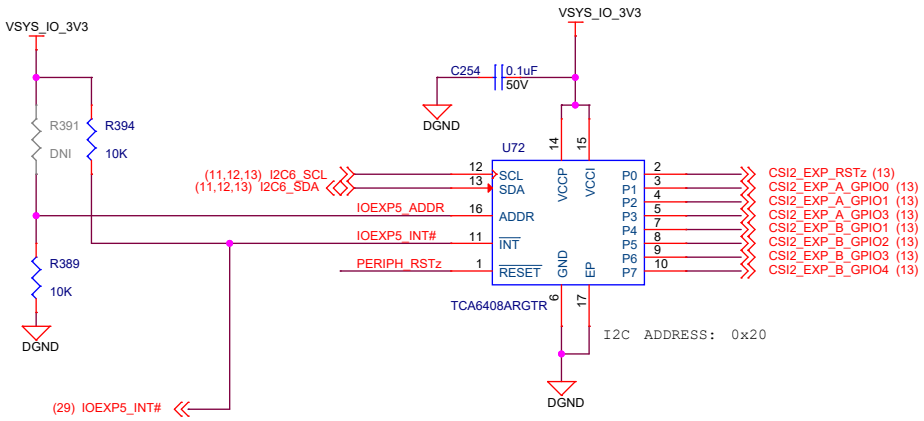 VSYS_IO_3V3
VSYS_IO_3V3
C254 0.1uF
50V
DGND
R391
DNI
R394
10K
U72
14
15
VCCP
VCCI
(11,12,13) I2C6_SCL 12 SCL
(11,12,13) I2C6_SDA 13 SDA
IOEXP5_ADDR 16 ADDR
IOEXP5_INT# 11 INT
PERIPH_RSTz 1 RESET
P0 2 CSI2_EXP_RSTz (13)
P1 3 CSI2_EXP_A_GPIO0 (13)
P2 4 CSI2_EXP_A_GPIO1 (13)
P3 5 CSI2_EXP_A_GPIO3 (13)
P4 7 CSI2_EXP_B_GPIO1 (13)
P5 8 CSI2_EXP_B_GPIO2 (13)
P6 9 CSI2_EXP_B_GPIO3 (13)
P7 10 CSI2_EXP_B_GPIO4 (13)
GND
EP
6
17
R389
10K
DGND
TCA6408ARGTR
I2C ADDRESS: 0x20
DGND
(29) IOEXP5_INT#